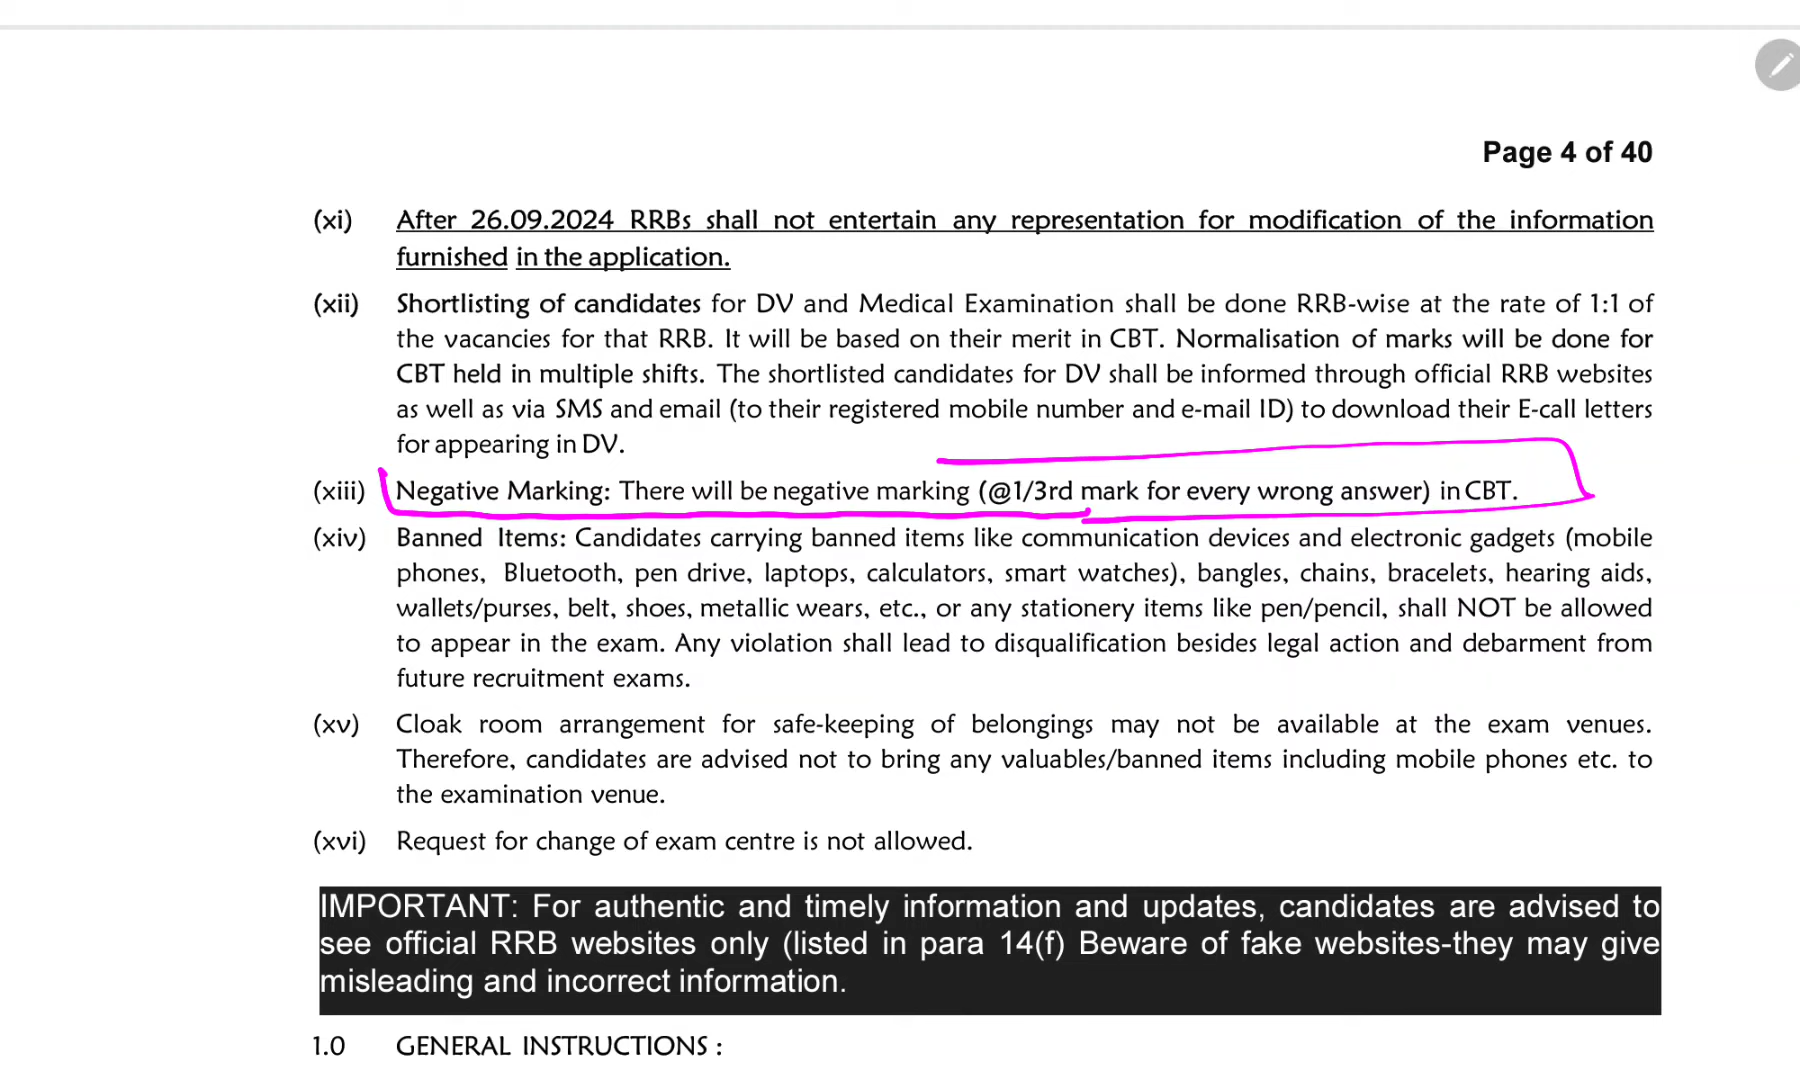 Page 4 of 40
(xi) After 26.09.2024 RRBs shall not entertain any representation for modification of the information
furnished in the application.
(xii) Shortlisting of candidates for DV and Medical Examination shall be done RRB-wise at the rate of 1:1 of
the vacancies for that RRB. It will be based on their merit in CBT. Normalisation of marks will be done for
CBT held in multiple shifts. The shortlisted candidates for DV shall be informed through official RRB websites
as well as via SMS and email (to their registered mobile number and e-mail ID) to download their E-call letters
for appearing in DV.
(xiii) Negative Marking: There will be negative marking (@1/3rd mark for every wrong answer) in CBT.
(xiv) Banned Items: Candidates carrying banned items like communication devices and electronic gadgets (mobile
phones, Bluetooth, pen drive, laptops, calculators, smart watches), bangles, chains, bracelets, hearing aids,
wallets/purses, belt, shoes, metallic wears, etc., or any stationery items like pen/pencil, shall NOT be allowed
to appear in the exam. Any violation shall lead to disqualification besides legal action and debarment from
future recruitment exams.
(xv) Cloak room arrangement for safe-keeping of belongings may not be available at the exam venues.
Therefore, candidates are advised not to bring any valuables/banned items including mobile phones etc. to
the examination venue.
(xvi) Request for change of exam centre is not allowed.
IMPORTANT: For authentic and timely information and updates, candidates are advised to
see official RRB websites only (listed in para 14(f) Beware of fake websites-they may give
misleading and incorrect information.
1.0 GENERAL INSTRUCTIONS :